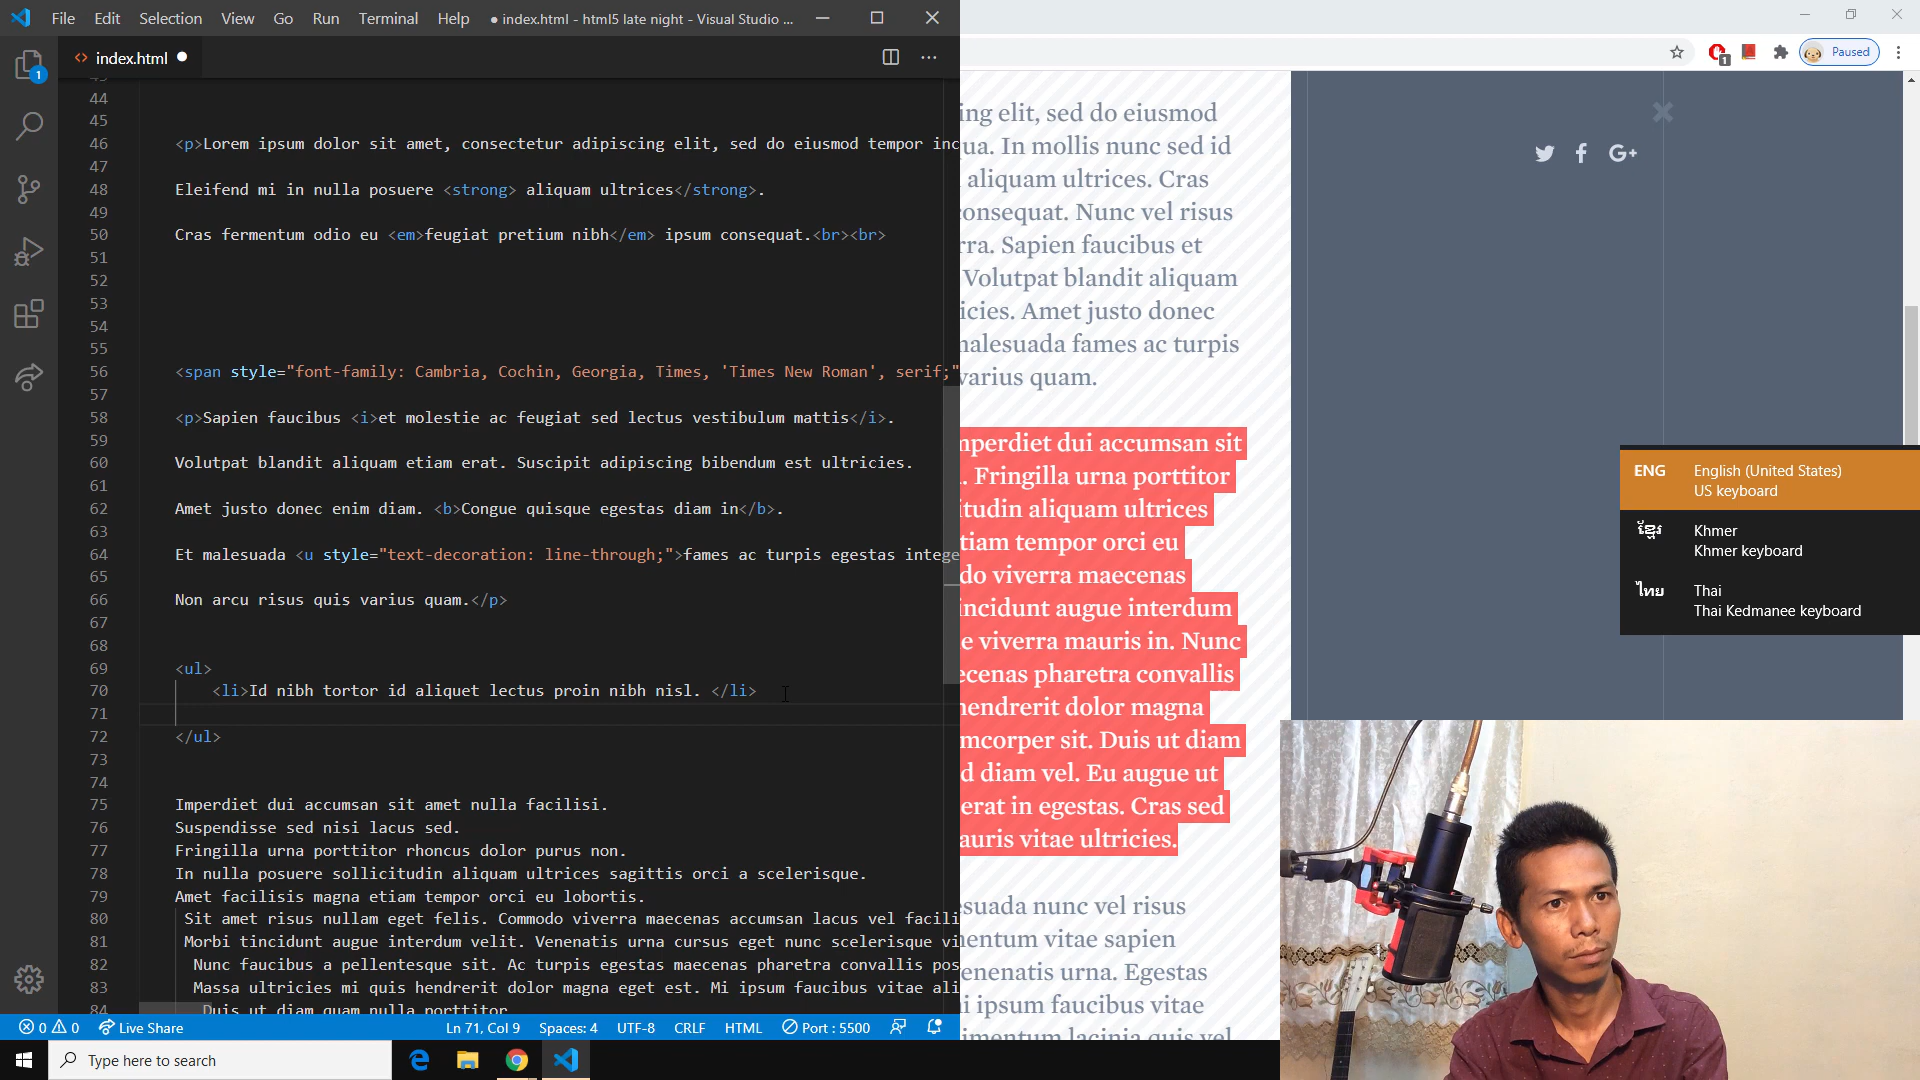 File Edit Selection View Go Run Terminal Help ● index.html - html5 late night - Visual Studio ...
<> index.html ●
1
44
45
46 <p>Lorem ipsum dolor sit amet, consectetur adipiscing elit, sed do eiusmod tempor inc
47
48 Eleifend mi in nulla posuere <strong> aliquam ultrices</strong>.
49
50 Cras fermentum odio eu <em>feugiat pretium nibh</em> ipsum consequat.<br><br>
51
52
53
54
55
56 <span style="font-family: Cambria, Cochin, Georgia, Times, 'Times New Roman', serif;"
57
58 <p>Sapien faucibus <i>et molestie ac feugiat sed lectus vestibulum mattis</i>.
59
60 Volutpat blandit aliquam etiam erat. Suscipit adipiscing bibendum est ultricies.
61
62 Amet justo donec enim diam. <b>Congue quisque egestas diam in</b>.
63
64 Et malesuada <u style="text-decoration: line-through;">fames ac turpis egestas intege
65
66 Non arcu risus quis varius quam.</p>
67
68
69 <ul>
70 <li>Id nibh tortor id aliquet lectus proin nibh nisl. </li>
71
72 </ul>
73
74
75 Imperdiet dui accumsan sit amet nulla facilisi.
76 Suspendisse sed nisi lacus sed.
77 Fringilla urna porttitor rhoncus dolor purus non.
78 In nulla posuere sollicitudin aliquam ultrices sagittis orci a scelerisque.
79 Amet facilisis magna etiam tempor orci eu lobortis.
80 Sit amet risus nullam eget felis. Commodo viverra maecenas accumsan lacus vel facili
81 Morbi tincidunt augue interdum velit. Venenatis urna cursus eget nunc scelerisque vi
82 Nunc faucibus a pellentesque sit. Ac turpis egestas maecenas pharetra convallis pos
83 Massa ultricies mi quis hendrerit dolor magna eget est. Mi ipsum faucibus vitae ali
84 Duis ut diam quam nulla porttitor
0 0 Live Share Ln 71, Col 9 Spaces: 4 UTF-8 CRLF HTML Port : 5500
Type here to search
1 Paused
ing elit, sed do eiusmod
ua. In mollis nunc sed id
aliquam ultrices. Cras
consequat. Nunc vel risus
rra. Sapien faucibus et
Volutpat blandit aliquam
icies. Amet justo donec
malesuada fames ac turpis
varius quam.
mperdiet dui accumsan sit
. Fringilla urna porttitor
itudin aliquam ultrices
tiam tempor orci eu
do viverra maecenas
incidunt augue interdum
e viverra mauris in. Nunc
ecenas pharetra convallis
hendrerit dolor magna
mcorper sit. Duis ut diam
d diam vel. Eu augue ut
erat in egestas. Cras sed
auris vitae ultricies.
suada nunc vel risus
mentum vitae sapien
enenatis urna. Egestas
i ipsum faucibus vitae
imentum lacinia quis vel
G+
ENG English (United States)
US keyboard
ខ្មែរ Khmer
Khmer keyboard
ไทย Thai
Thai Kedmanee keyboard